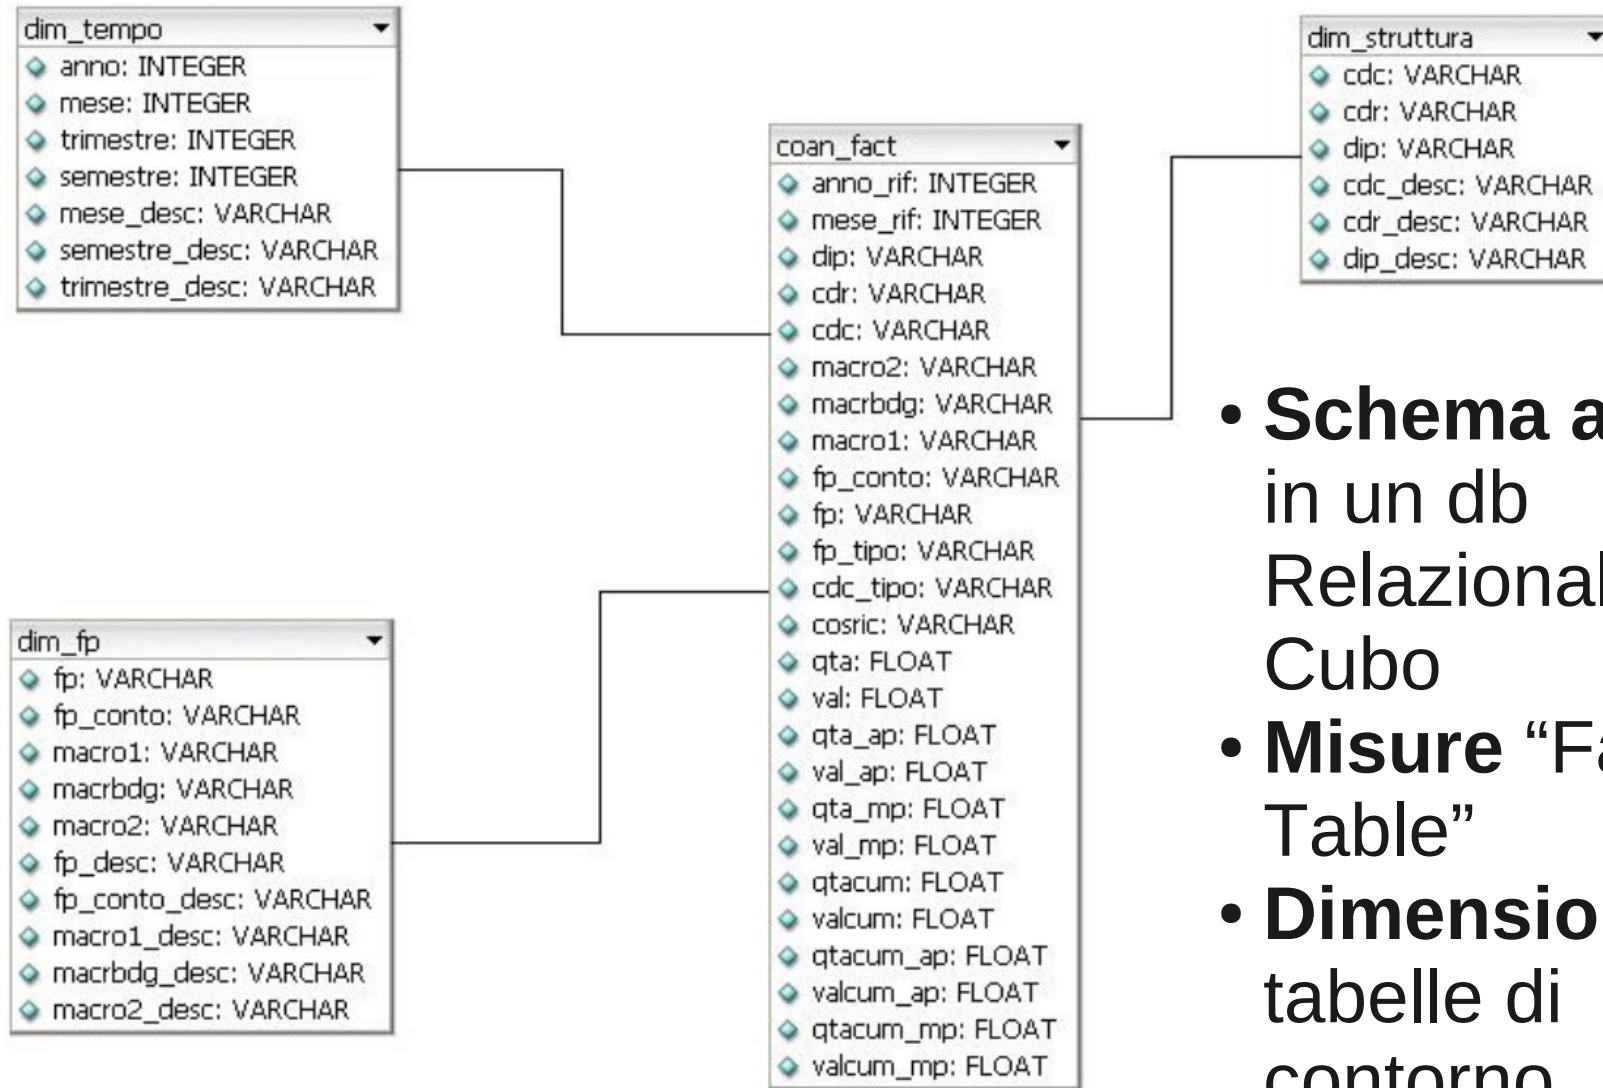 dim_tempo
anno: INTEGER
mese: INTEGER
trimestre: INTEGER
semestre: INTEGER
mese_desc: VARCHAR
semestre_desc: VARCHAR
trimestre_desc: VARCHAR
dim_fp
fp: VARCHAR
fp_conto: VARCHAR
macro1: VARCHAR
macrbdg: VARCHAR
macro2: VARCHAR
fp_desc: VARCHAR
fp_conto_desc: VARCHAR
macro1_desc: VARCHAR
macrbdg_desc: VARCHAR
macro2_desc: VARCHAR
coan_fact
anno_rif: INTEGER
mese_rif: INTEGER
dip: VARCHAR
cdr: VARCHAR
cdc: VARCHAR
macro2: VARCHAR
macrbdg: VARCHAR
macro1: VARCHAR
fp_conto: VARCHAR
fp: VARCHAR
fp_tipo: VARCHAR
cdc_tipo: VARCHAR
cosric: VARCHAR
qta: FLOAT
val: FLOAT
qta_ap: FLOAT
val_ap: FLOAT
qta_mp: FLOAT
val_mp: FLOAT
qtacum: FLOAT
valcum: FLOAT
qtacum_ap: FLOAT
valcum_ap: FLOAT
qtacum_mp: FLOAT
valcum_mp: FLOAT
dim_struttura
cdc: VARCHAR
cdr: VARCHAR
dip: VARCHAR
cdc_desc: VARCHAR
cdr_desc: VARCHAR
dip_desc: VARCHAR
• Schema a
in un db
Relazional
Cubo
• Misure “Fa
Table”
• Dimensio
tabelle di
contorno